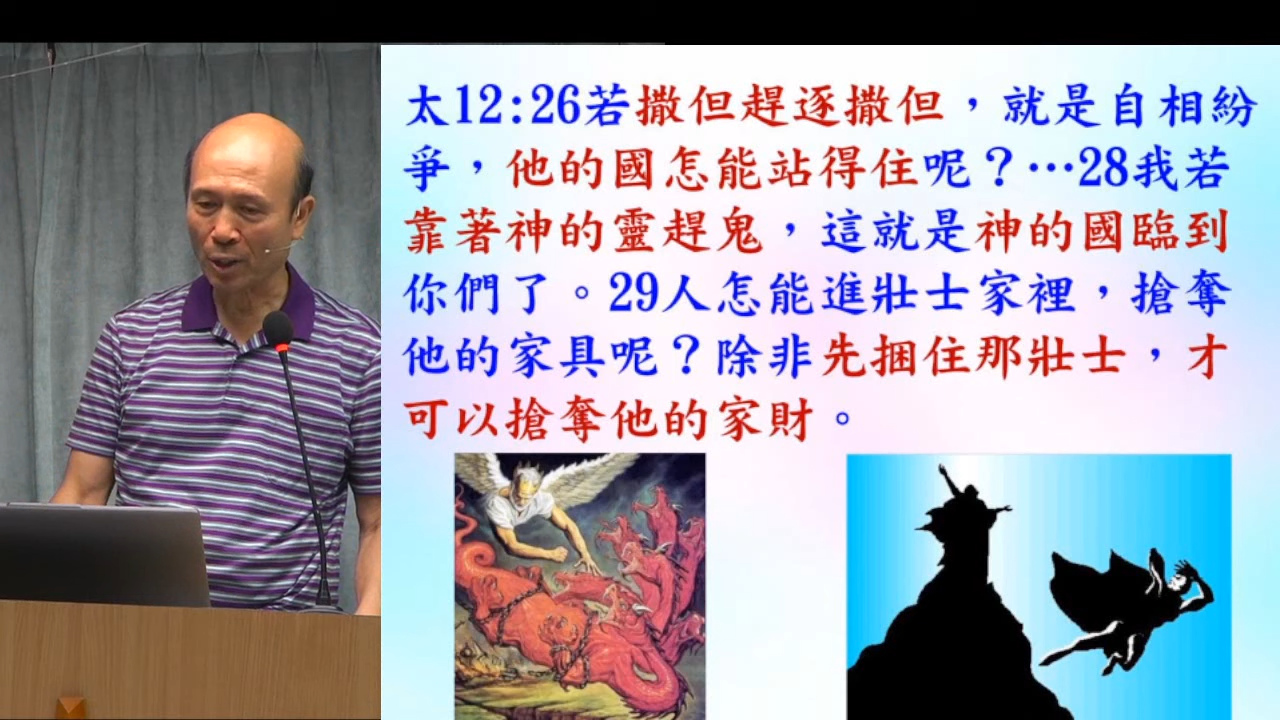 太12:26若撒但趕逐撒但，就是自相紛
爭，他的國怎能站得住呢？…28我若
靠著神的靈趕鬼，這就是神的國臨到
你們了。29人怎能進壯士家裡，搶奪
他的家具呢？除非先捆住那壯士，才
可以搶奪他的家財。